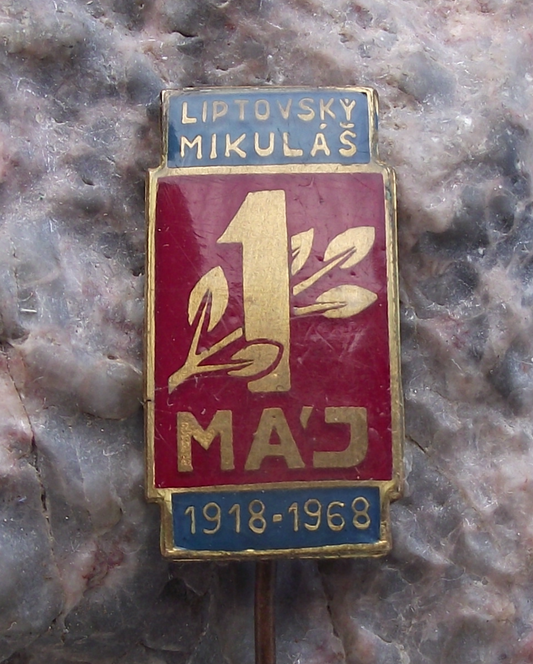 LIPTOVSKÝ
MIKULÁŠ
1
MÁJ
1918-1968